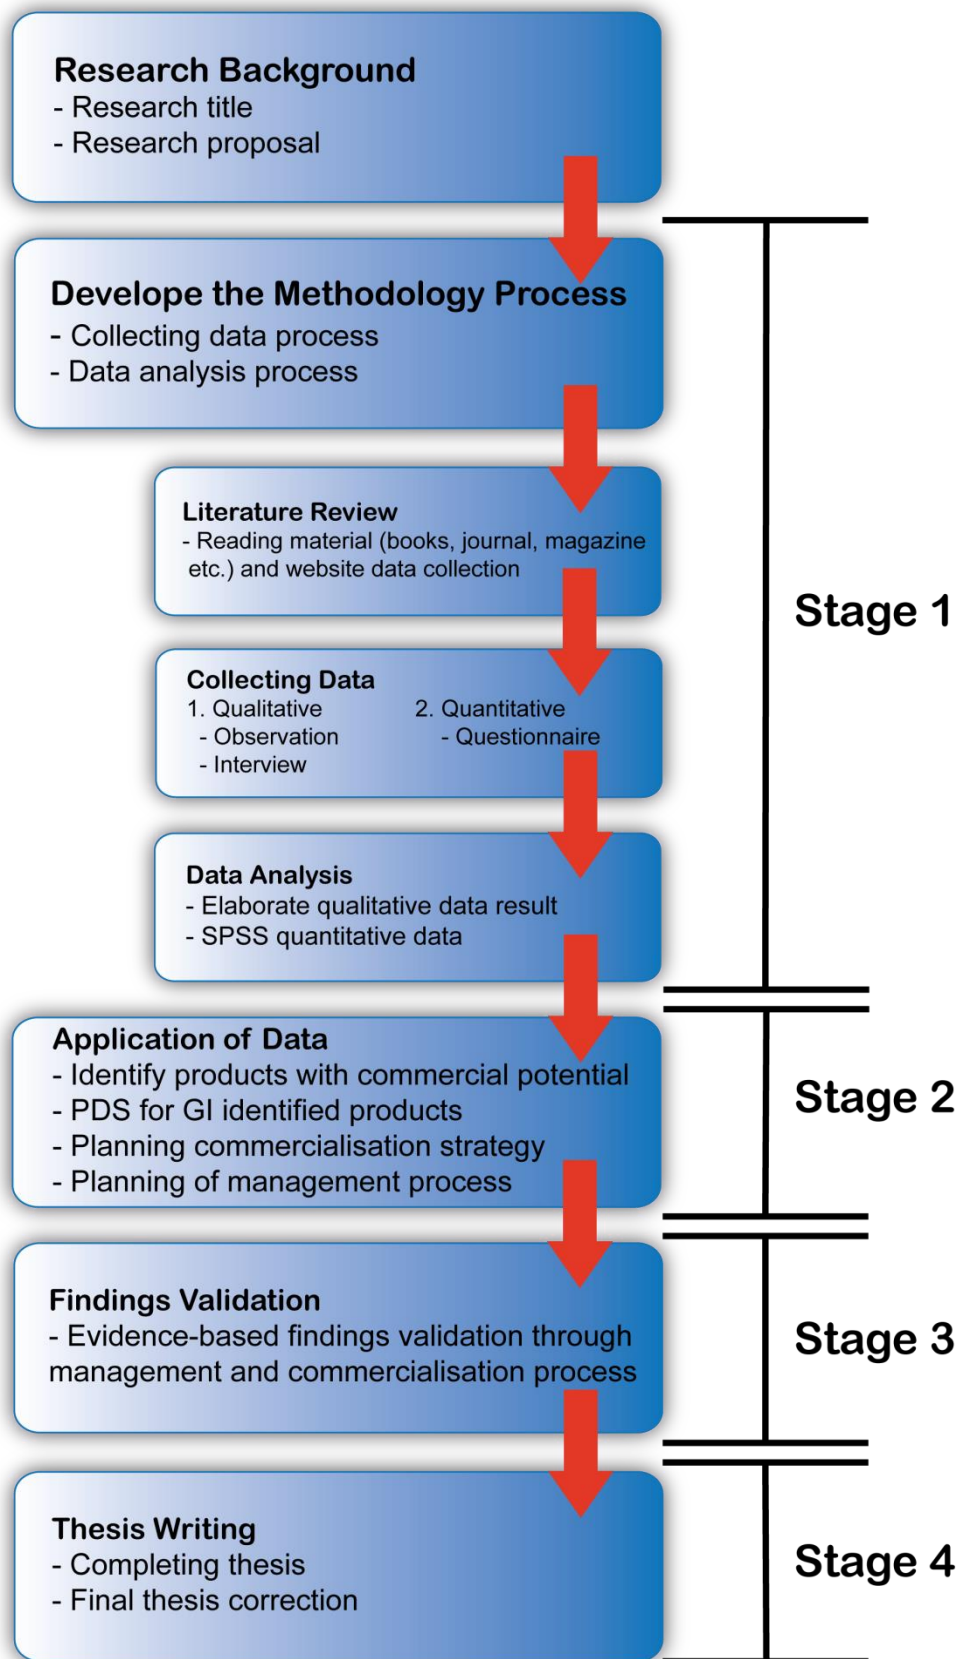 Research Background
- Research title
- Research proposal
Develope the Methodology Process
- Collecting data process
- Data analysis process
Literature Review
- Reading material (books, journal, magazine
etc.) and website data collection
Stage 1
Collecting Data
1. Qualitative
- Observation
- Interview
2. Quantitative
- Questionnaire
Data Analysis
- Elaborate qualitative data result
- SPSS quantitative data
Application of Data
- Identify products with commercial potential
- PDS for GI identified products
- Planning commercialisation strategy
- Planning of management process
Stage 2
Findings Validation
- Evidence-based findings validation through
management and commercialisation process
Stage 3
Thesis Writing
- Completing thesis
- Final thesis correction
Stage 4